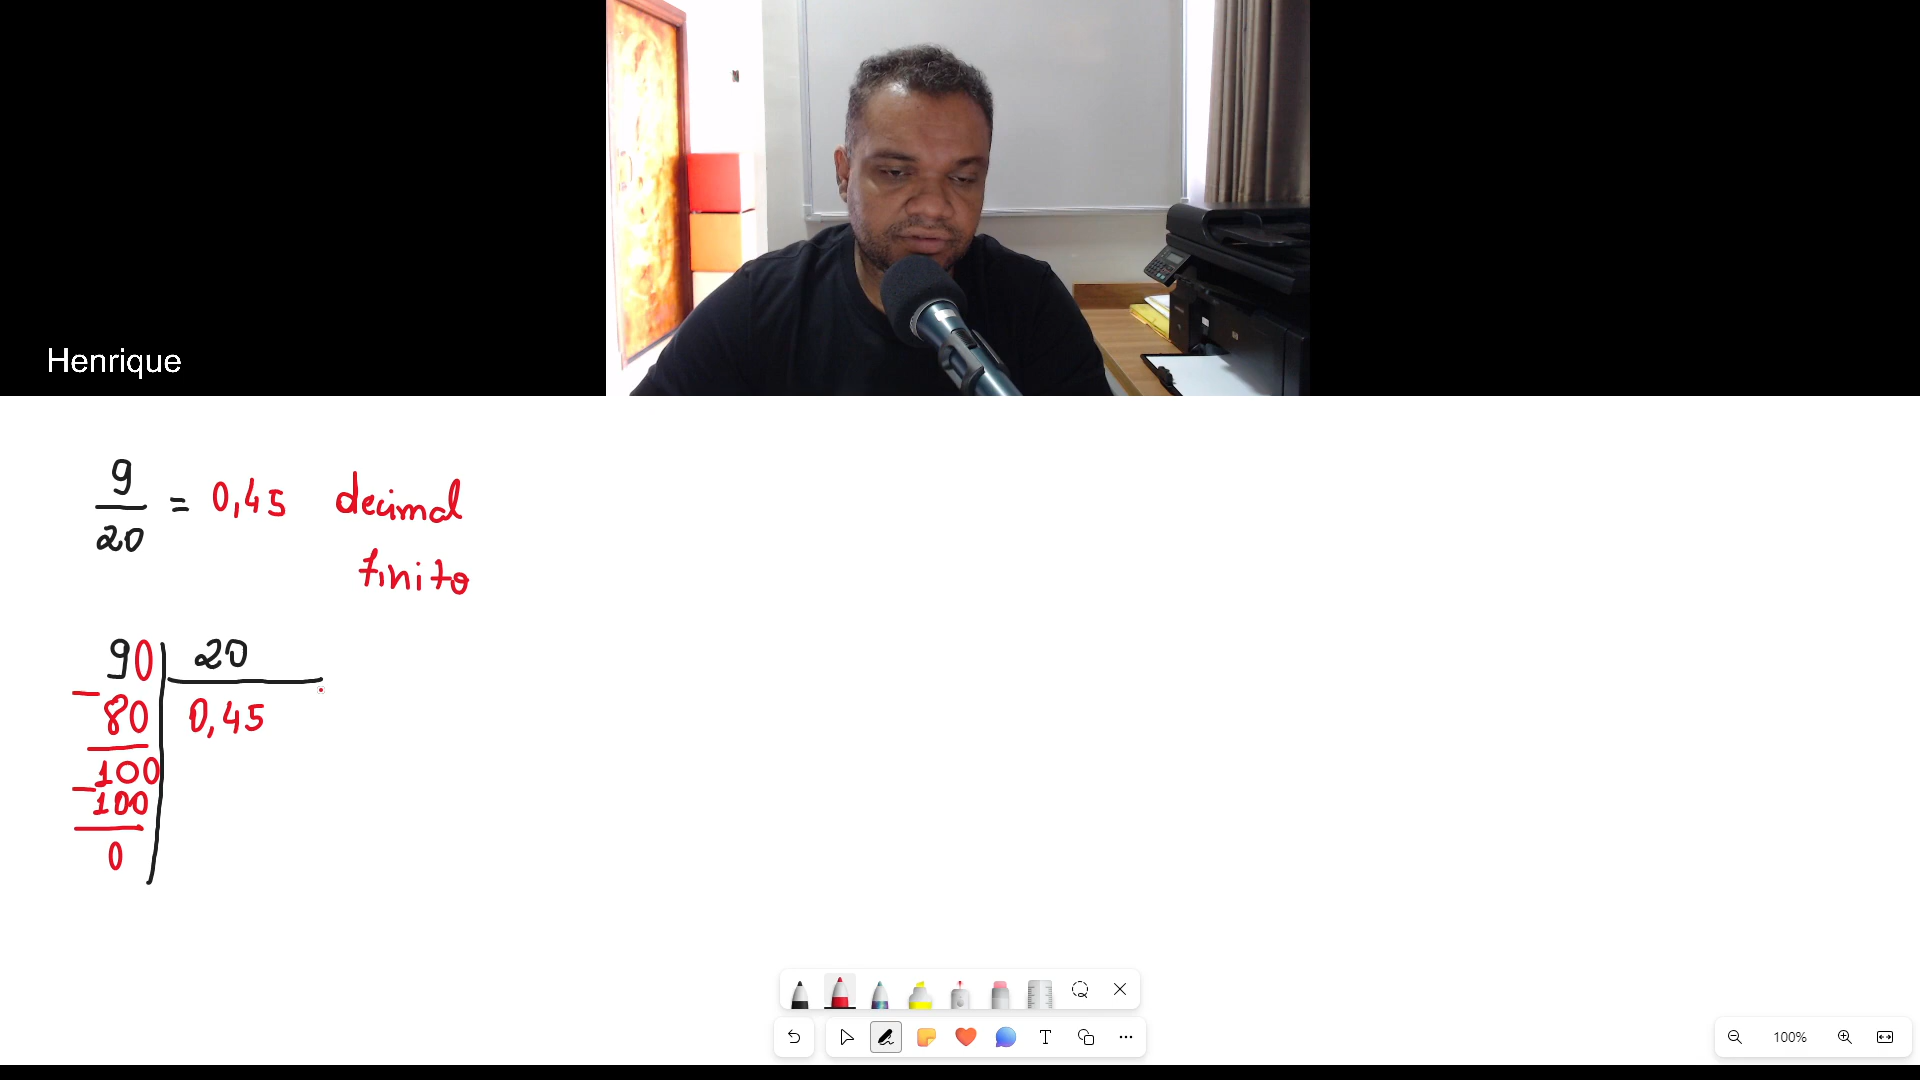 Henrique
9
20
= 0,45 decimal
finito
90 20
- 80 0,45
100
- 100
0
T
100%